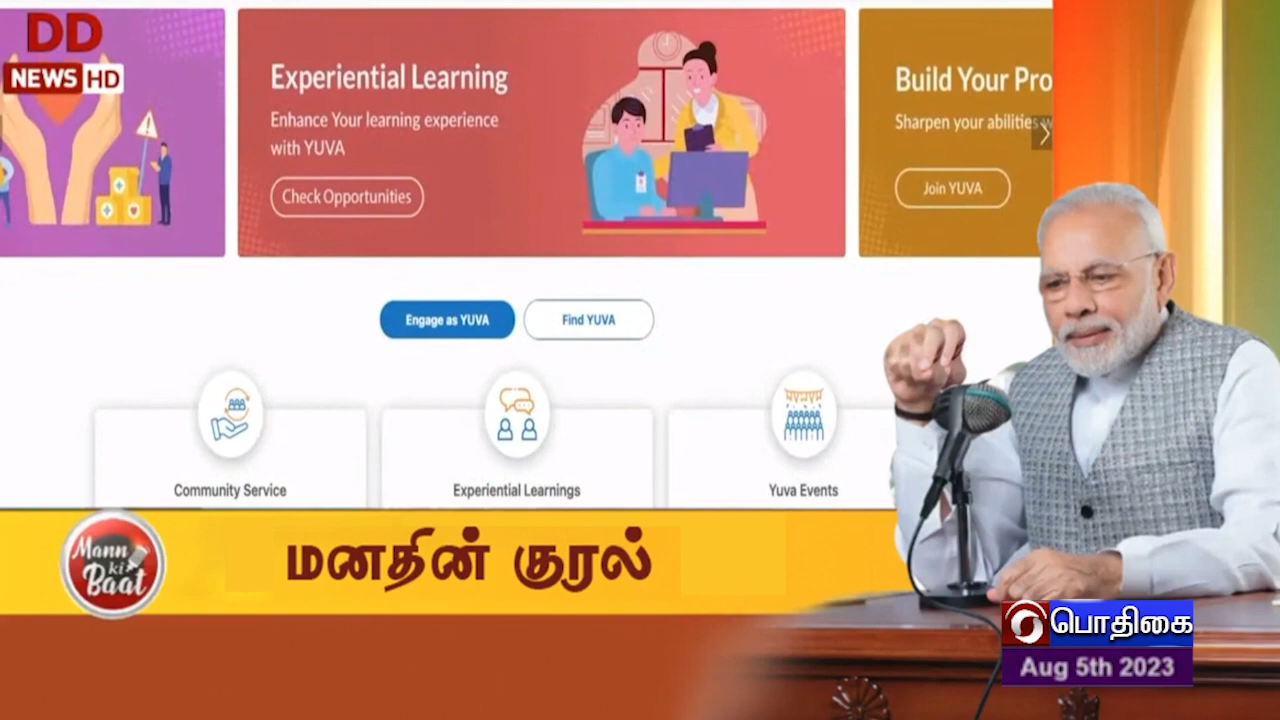 DD
NEWS HD
Experiential Learning
Enhance Your learning experience
with YUVA
Check Opportunities
Build Your Pro
Sharpen your abilities w
Join YUVA
Engage as YUVA
Find YUVA
Community Service
Experiential Learnings
Yuva Events
Mann
ki
Baat
மனதின் குரல்
பொதிகை
Aug 5th 2023